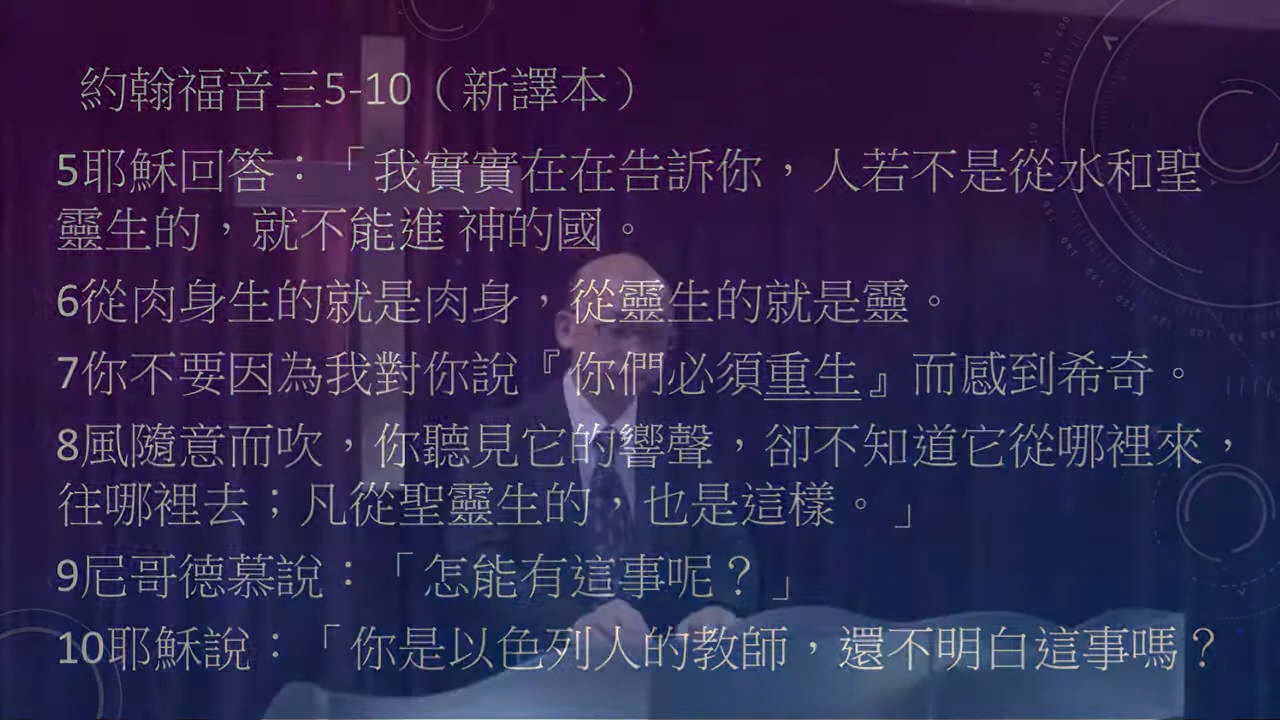 約翰福音三5-10（新譯本）
5耶穌回答：「我實實在在告訴你，人若不是從水和聖
靈生的，就不能進 神的國。
6從肉身生的就是肉身，從靈生的就是靈。
7你不要因為我對你說『你們必須重生』而感到希奇。
8風隨意而吹，你聽見它的響聲，卻不知道它從哪裡來，
往哪裡去；凡從聖靈生的，也是這樣。」
9尼哥德慕說：「怎能有這事呢？」
10耶穌說：「你是以色列人的教師，還不明白這事嗎？